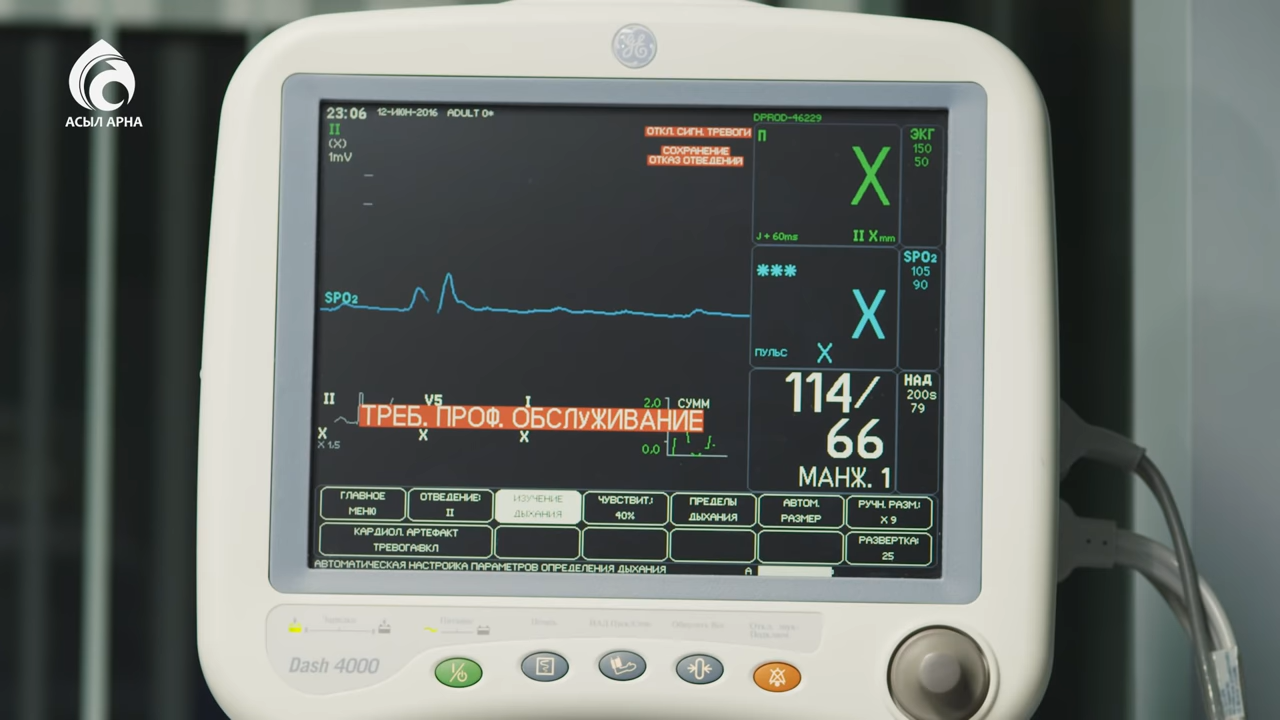 АСЫЛ АРНА
23:06 12-ИЮН-2016 ADULT 0*
II
(X)
1mV
ОТКЛ. СИГН. ТРЕВОГИ
СОХРАНЕНИЕ
ОТКАЗ ОТВЕДЕНИЙ
DPROD-46229
П
X
J + 60ms II X mm
ЭКГ
150
50
SPO2
***
X
ПУЛЬС X
SPO2
105
90
114/
66
МАНЖ. 1
НАД
200s
79
II V5 I 2.0 СУММ
ТРЕБ. ПРОФ. ОБСЛУЖИВАНИЕ
X X X
X 1,5
0.0
ГЛАВНОЕ
МЕНЮ
ОТВЕДЕНИЕ:
II
ИЗУЧЕНИЕ
ДЫХАНИЯ
ЧУВСТВИТ.:
40%
ПРЕДЕЛЫ
ДЫХАНИЯ
АВТОМ.
РАЗМЕР
РУЧН. РАЗМ.:
X 9
КАРДИОЛ. АРТЕФАКТ
ТРЕВОГА:ВКЛ
РАЗВЕРТКА:
25
АВТОМАТИЧЕСКАЯ НАСТРОЙКА ПАРАМЕТРОВ ОПРЕДЕЛЕНИЯ ДЫХАНИЯ A
Dash 4000